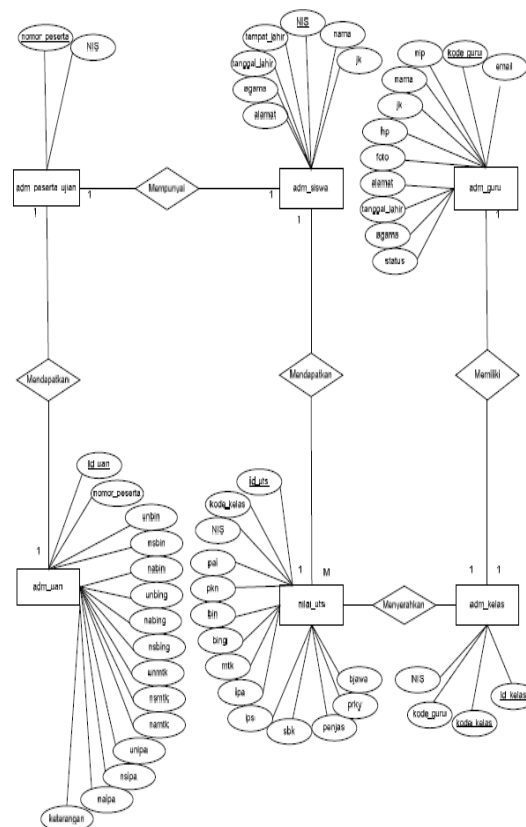 nomor_peserta
NIS
NIS
tempat_lahir
nama
tanggal_lahir
jk
agama
alamat
nip
kode_guru
email
nama
jk
hp
foto
alamat
tanggal_lahir
agama
status
adm_peserta_ujian
1
Mempunyai
1
adm_siswa
adm_guru
1
1
1
Mendapatkan
Mendapatkan
Memiliki
id_uan
nomor_peserta
unbin
nsbin
nabin
unbing
nabing
nsbing
unmtk
nsmtk
namtk
unipa
nsipa
naipa
keterangan
1
adm_uan
id_uts
kode_kelas
NIS
pai
pkn
bin
bing
mtk
ipa
ips
sbk
penjas
prky
bjawa
1
M
nilai_uts
Menyerahkan
1
1
adm_kelas
NIS
kode_guru
kode_kelas
id_kelas